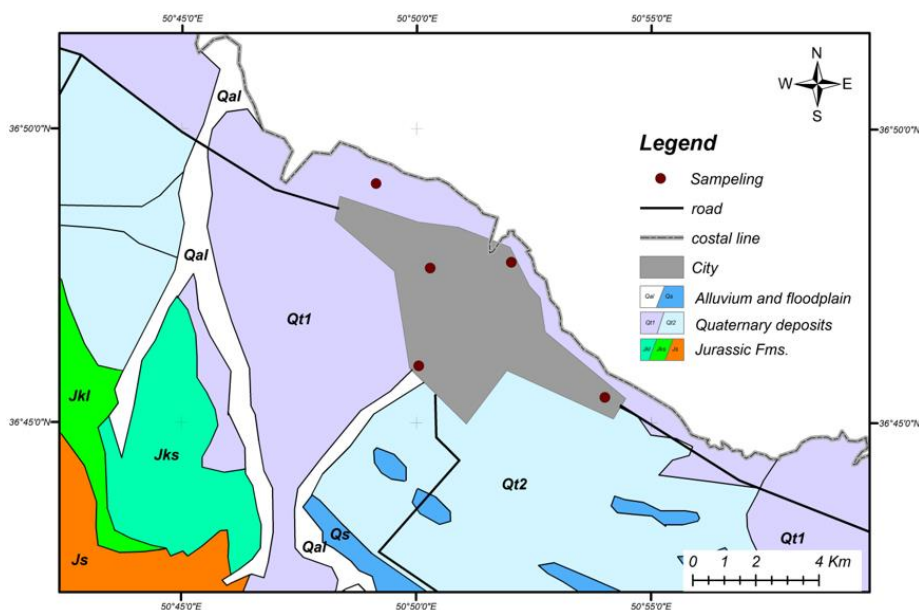 50°45'0"E 50°50'0"E 50°55'0"E
N
W E
S
36°50'0"N 36°50'0"N
36°45'0"N 36°45'0"N
Qal
Qal
Qt1
Jkl
Jks
Js
Qal
Qs
Qt2
Qt1
Legend
Sampeling
road
costal line
City
Qal Qs Alluvium and floodplain
Qt1 Qt2 Quaternary deposits
Jkl Jks Js Jurassic Fms.
0 1 2 4 Km
50°45'0"E 50°50'0"E 50°55'0"E